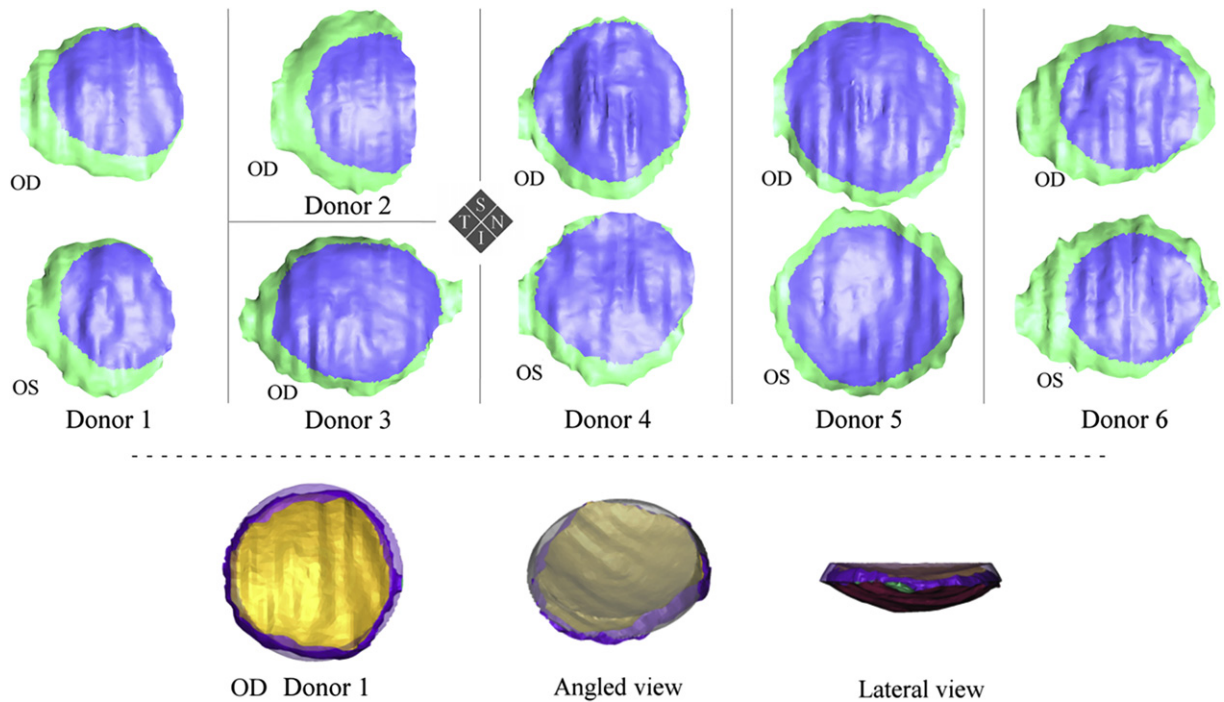 OD
OD
Donor 2
OD
OD
OD
S
T N
I
OS
Donor 1
OD
Donor 3
OS
Donor 4
OS
Donor 5
OS
Donor 6
OD Donor 1
Angled view
Lateral view